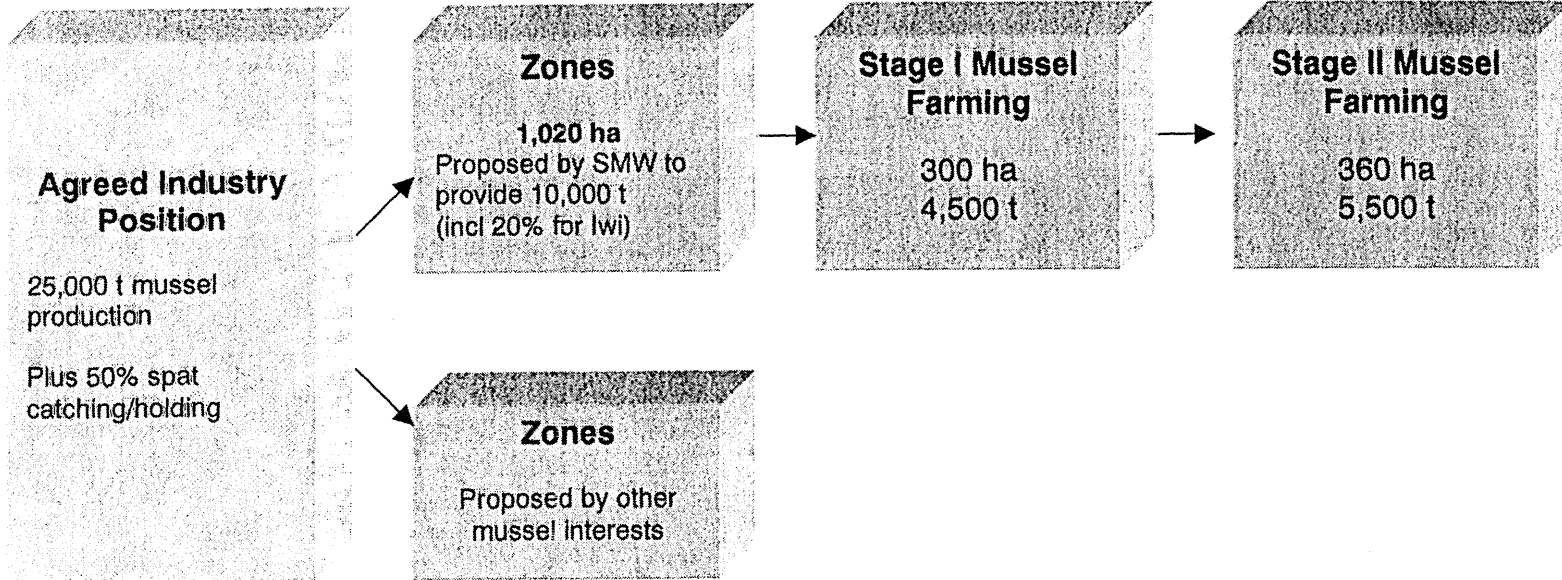 Agreed Industry
Position
25,000 t mussel
production
Plus 50% spat
catching/holding
Zones
1,020 ha
Proposed by SMW to
provide 10,000 t
(incl 20% for Iwi)
Zones
Proposed by other
mussel interests
Stage I Mussel
Farming
300 ha
4,500 t
Stage II Mussel
Farming
360 ha
5,500 t